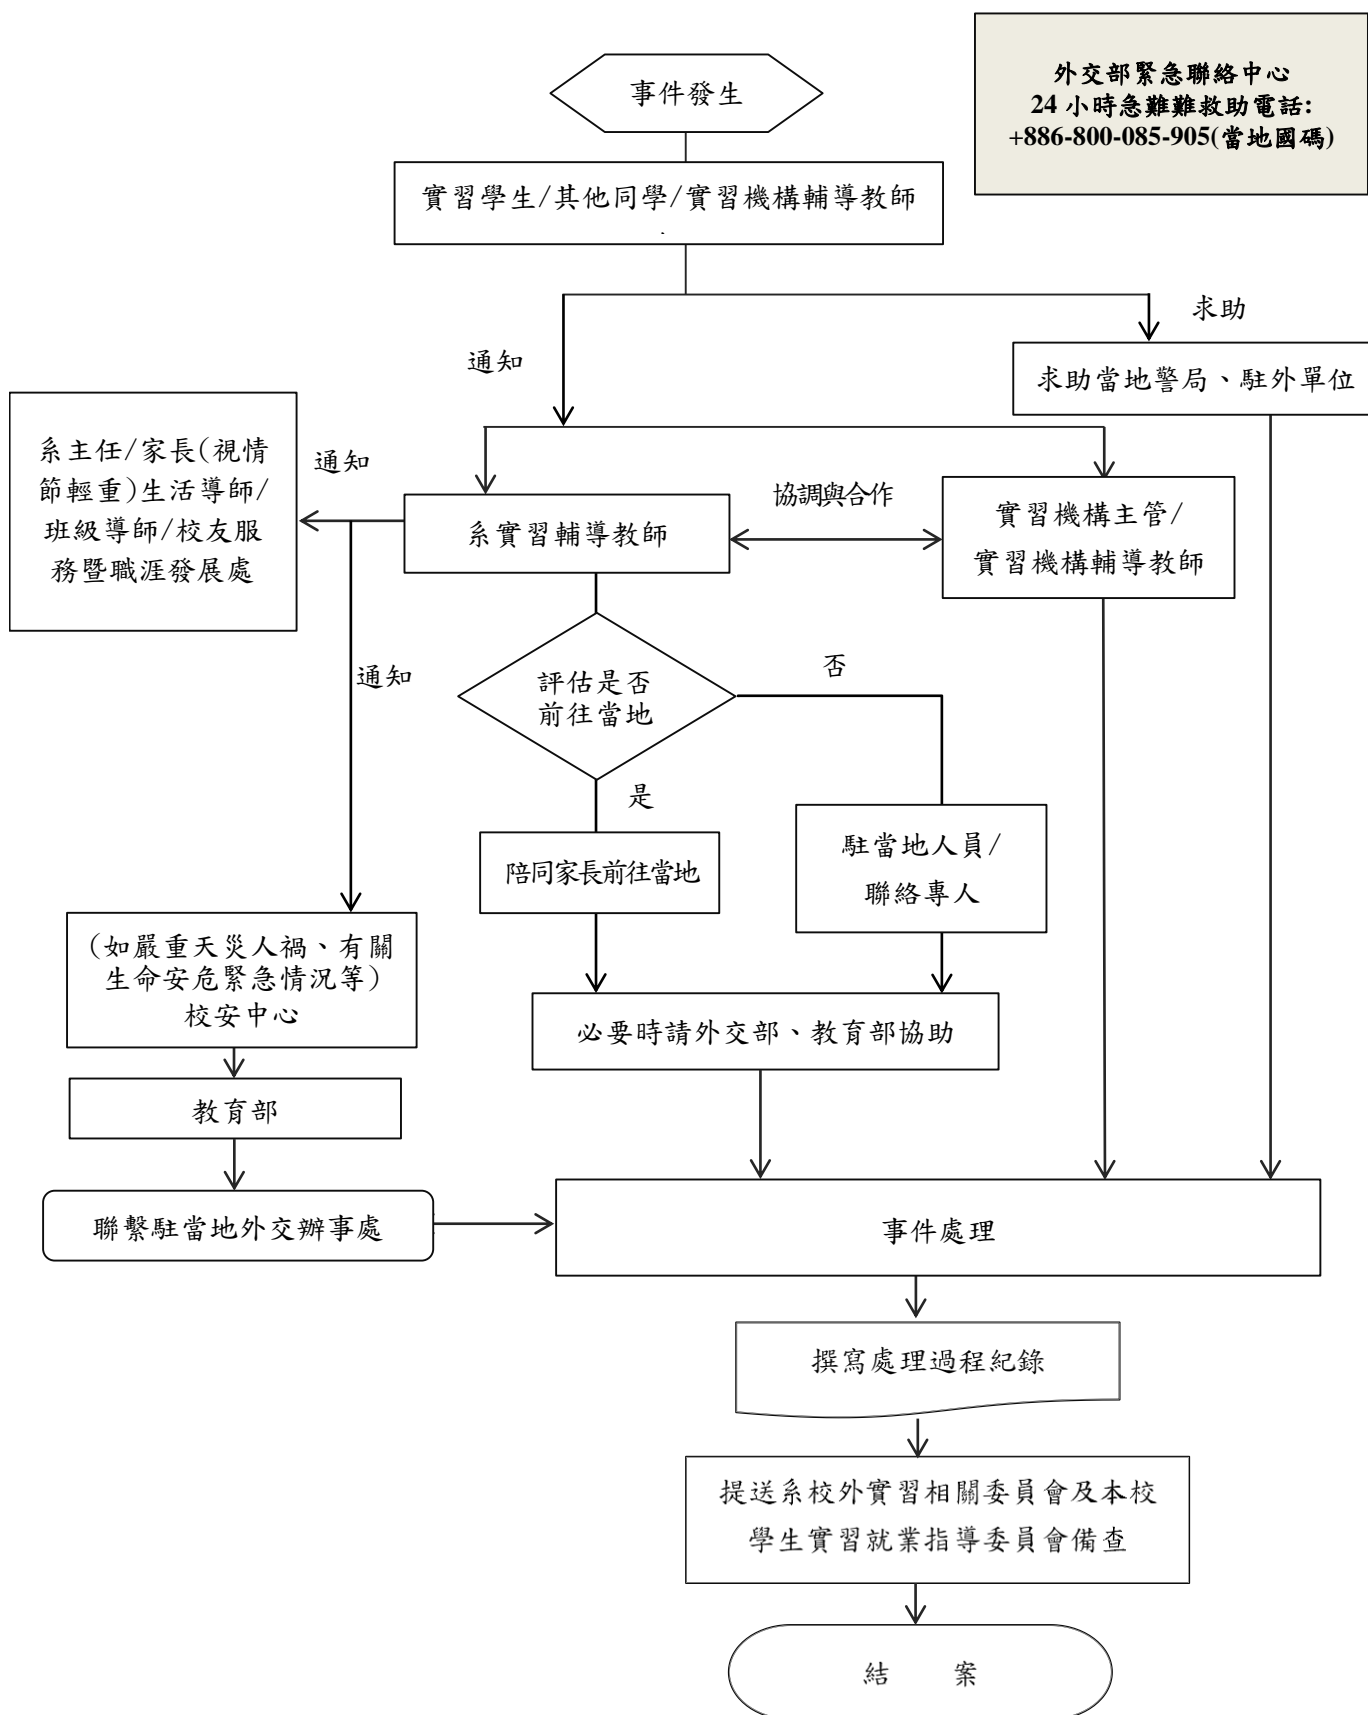 外交部緊急聯絡中心
24 小時急難難救助電話:
+886-800-085-905(當地國碼)
事件發生
實習學生/其他同學/實習機構輔導教師
.
求助
通知
求助當地警局、駐外單位
系主任/家長(視情
節輕重)生活導師/
班級導師/校友服
務暨職涯發展處
通知
系實習輔導教師
協調與合作
實習機構主管/
實習機構輔導教師
通知
評估是否
前往當地
否
是
陪同家長前往當地
駐當地人員/
聯絡專人
(如嚴重天災人禍、有關
生命安危緊急情況等)
校安中心
必要時請外交部、教育部協助
教育部
聯繫駐當地外交辦事處
事件處理
撰寫處理過程紀錄
提送系校外實習相關委員會及本校
學生實習就業指導委員會備查
結 案